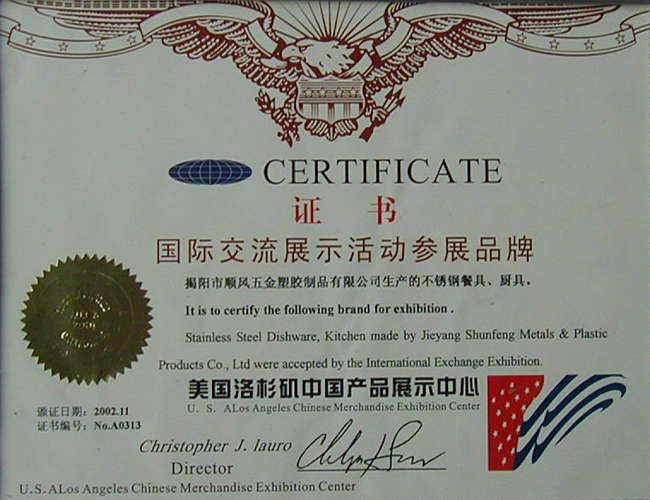 CERTIFICATE
证 书
国际交流展示活动参展品牌
揭阳市顺风五金塑胶制品有限公司生产的不锈钢餐具、厨具。
It is to certify the following brand for exhibition .
Stainless Steel Dishware, Kitchen made by Jieyang Shunfeng Metals & Plastic
Products Co., Ltd were accepted by the International Exchange Exhibition.
美国洛杉矶中国产品展示中心
U. S. ALos Angeles Chinese Merchandise Exhibition Center
颁证日期：2002.11
证书编号：No.A0313
Christopher J. lauro
Director
U.S. ALos Angeles Chinese Merchandise Exhibition Center